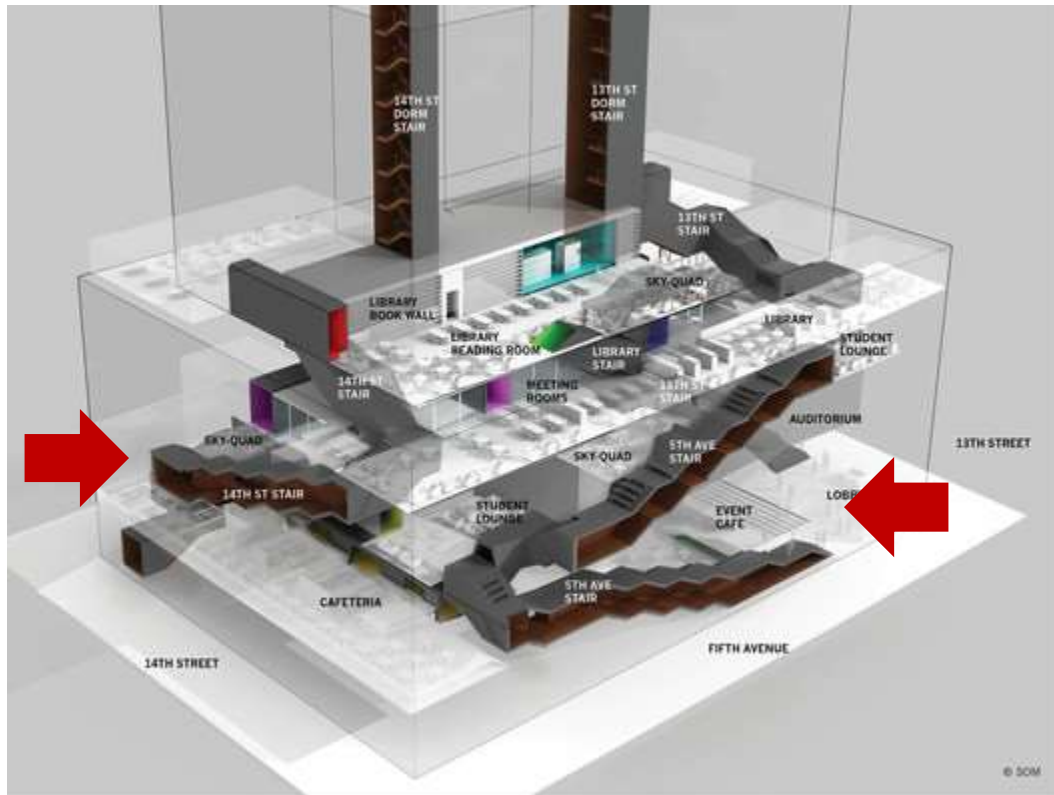 14TH ST
DORM
STAIR
13TH ST
DORM
STAIR
13TH ST
STAIR
SKY-QUAD
LIBRARY
BOOK WALL
LIBRARY
READING ROOM
LIBRARY
STUDENT
LOUNGE
LIBRARY
STAIR
14TH ST
STAIR
MEETING
ROOMS
13TH ST
STAIR
AUDITORIUM
SKY-QUAD
5TH AVE
STAIR
SKY-QUAD
13TH STREET
14TH ST STAIR
STUDENT
LOUNGE
EVENT
CAFE
5TH AVE
STAIR
CAFETERIA
FIFTH AVENUE
14TH STREET
© SOM